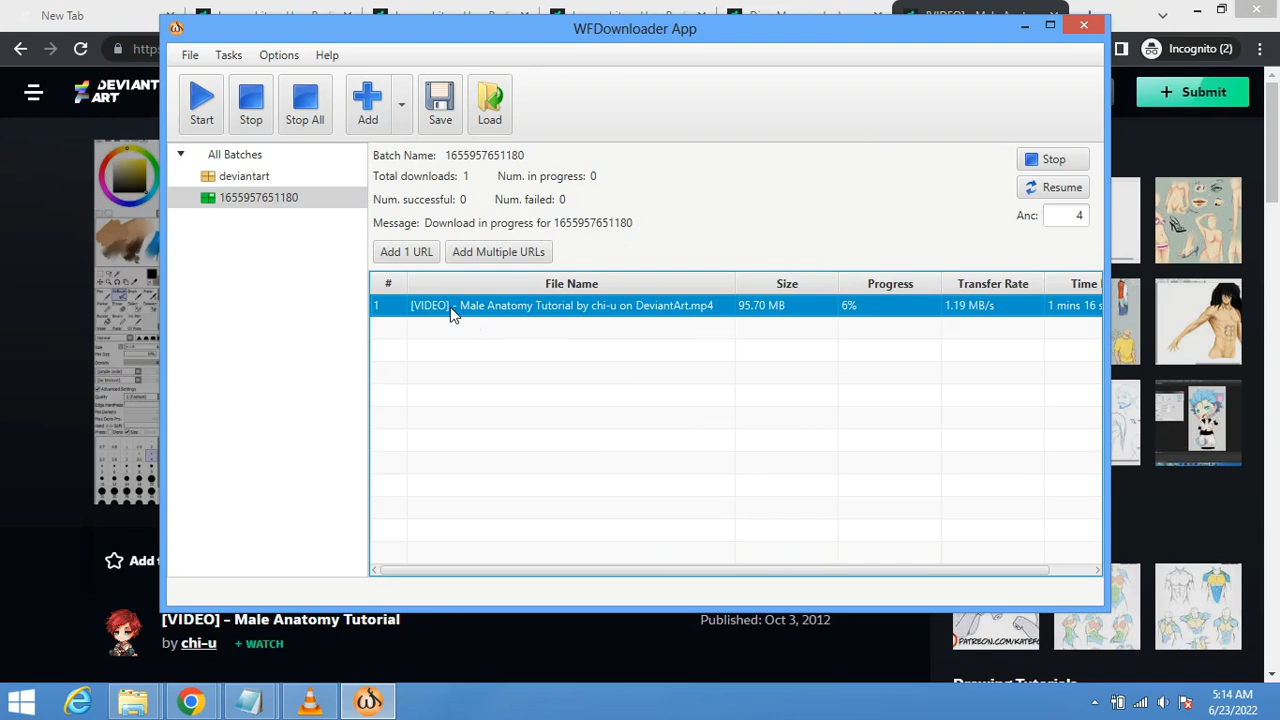 New Tab
[VIDEO] - Male Anatomy
WFDownloader App
https:
Incognito (2)
File Tasks Options Help
DEVIANT
ART
Submit
Start Stop Stop All Add Save Load
All Batches
deviantart
1655957651180
Batch Name: 1655957651180
Total downloads: 1 Num. in progress: 0
Num. successful: 0 Num. failed: 0
Message: Download in progress for 1655957651180
Stop
Resume
Anc: 4
Add 1 URL Add Multiple URLs
# File Name Size Progress Transfer Rate Time
1 [VIDEO] - Male Anatomy Tutorial by chi-u on DeviantArt.mp4 95.70 MB 6% 1.19 MB/s 1 mins 16 s
Add
[VIDEO] - Male Anatomy Tutorial
by chi-u + WATCH
Published: Oct 3, 2012
Drawing Tutorials
5:14 AM
6/23/2022